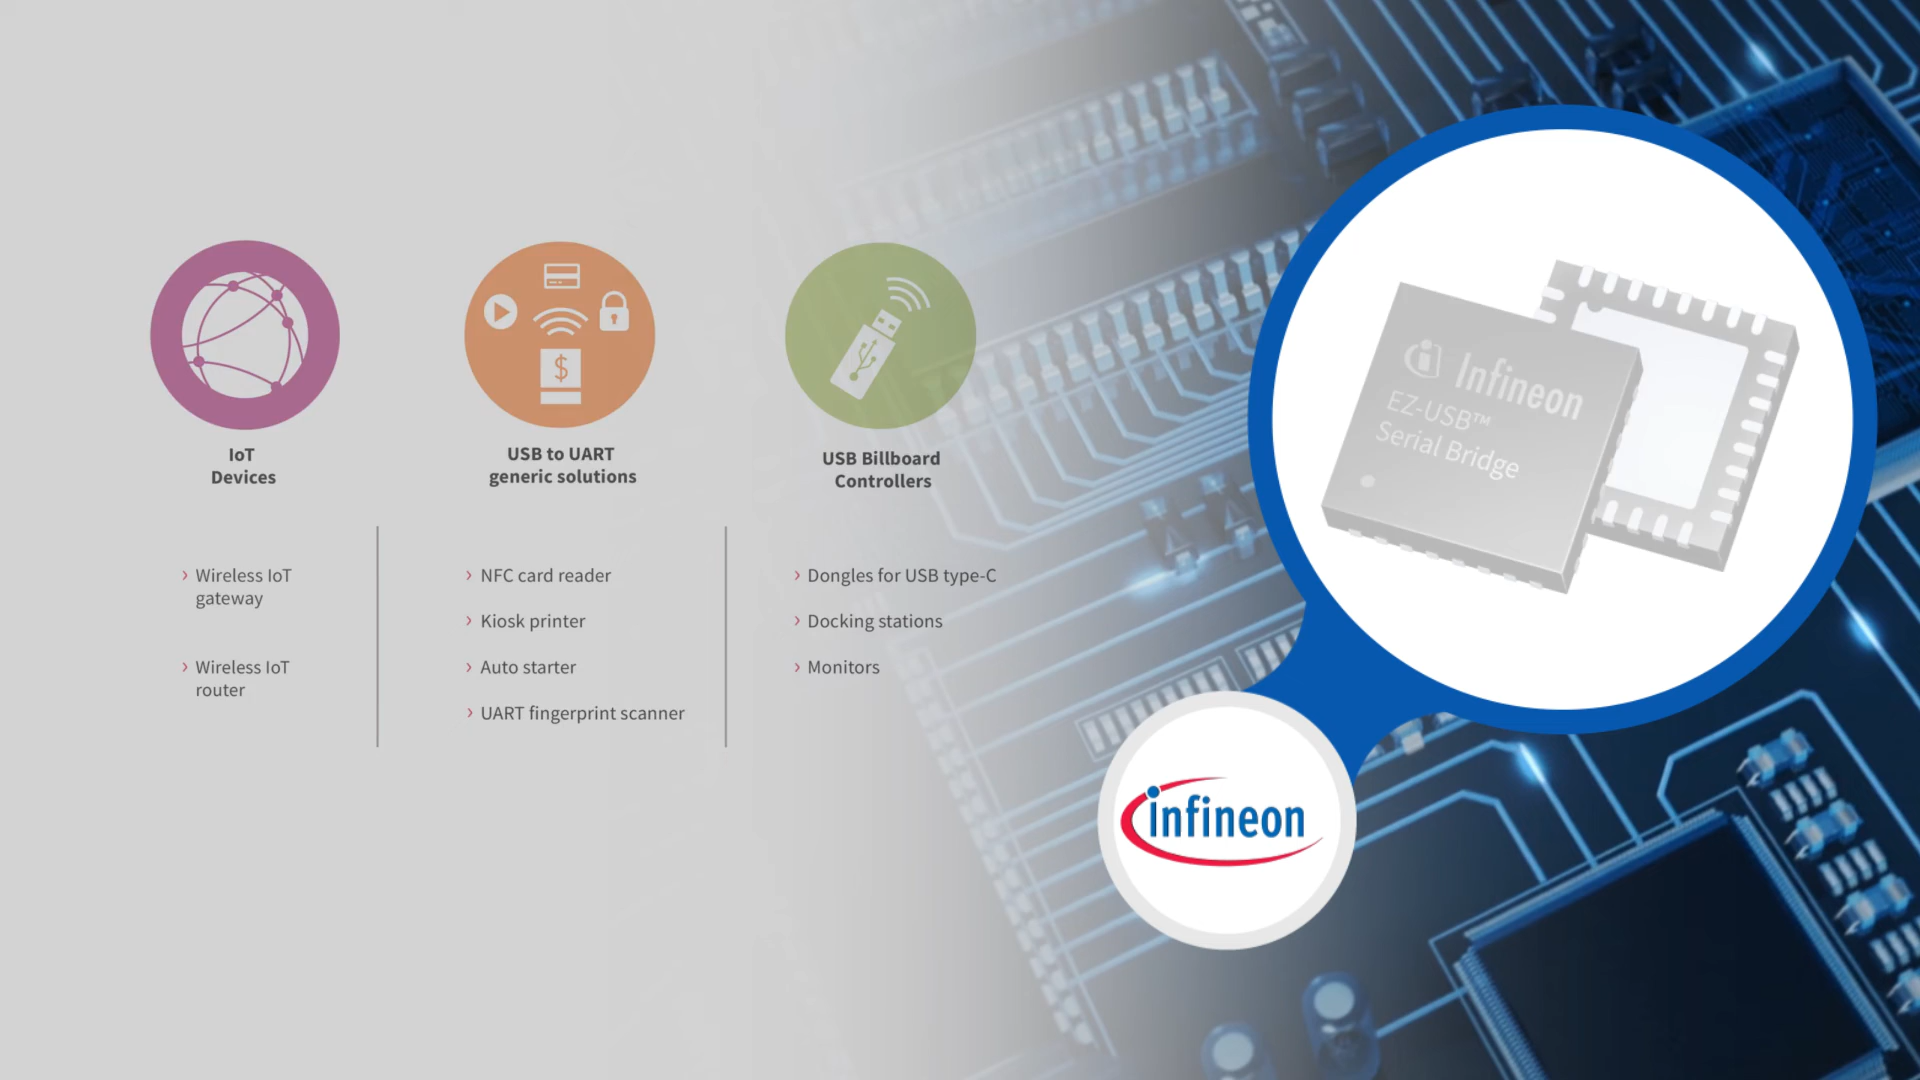 IoT
Devices
Wireless IoT
gateway
Wireless IoT
router
$
USB to UART
generic solutions
NFC card reader
Kiosk printer
Auto starter
UART fingerprint scanner
USB Billboard
Controllers
Dongles for USB type-C
Docking stations
Monitors
Infineon
EZ-USB™
Serial Bridge
infineon